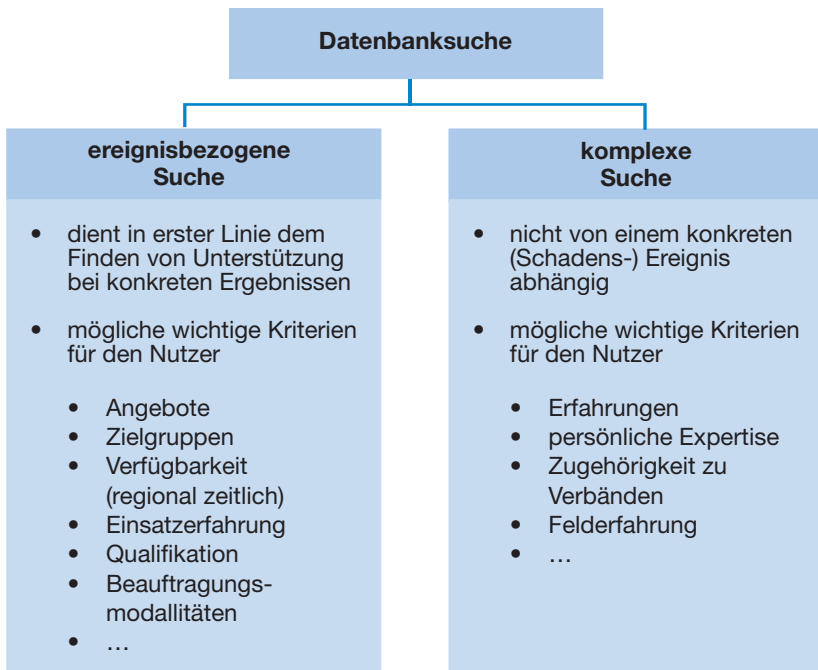 Datenbanksuche
ereignisbezogene
Suche
• dient in erster Linie dem
Finden von Unterstützung
bei konkreten Ergebnissen
• mögliche wichtige Kriterien
für den Nutzer
• Angebote
• Zielgruppen
• Verfügbarkeit
(regional zeitlich)
• Einsatzerfahrung
• Qualifikation
• Beauftragungs-
modallitäten
• …
komplexe
Suche
• nicht von einem konkreten
(Schadens-) Ereignis
abhängig
• mögliche wichtige Kriterien
für den Nutzer
• Erfahrungen
• persönliche Expertise
• Zugehörigkeit zu
Verbänden
• Felderfahrung
• …